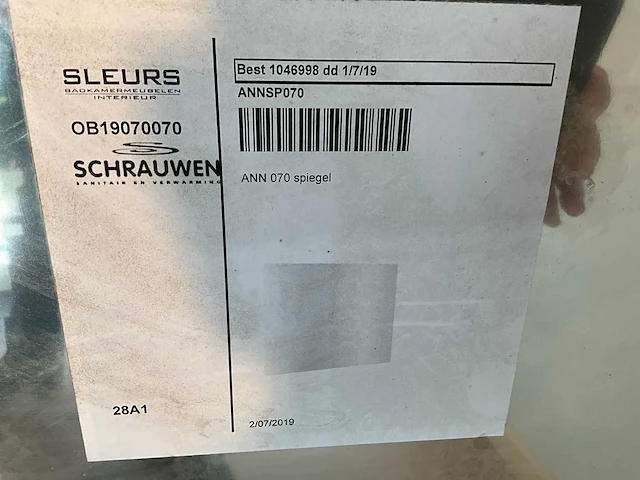 SLEURS
BADKAMERMEUBELEN
INTERIEUR
OB19070070
SCHRAUWEN
SANITAIR EN VERWARMING
28A1
Best 1046998 dd 1/7/19
ANNSP070
ANN 070 spiegel
2/07/2019